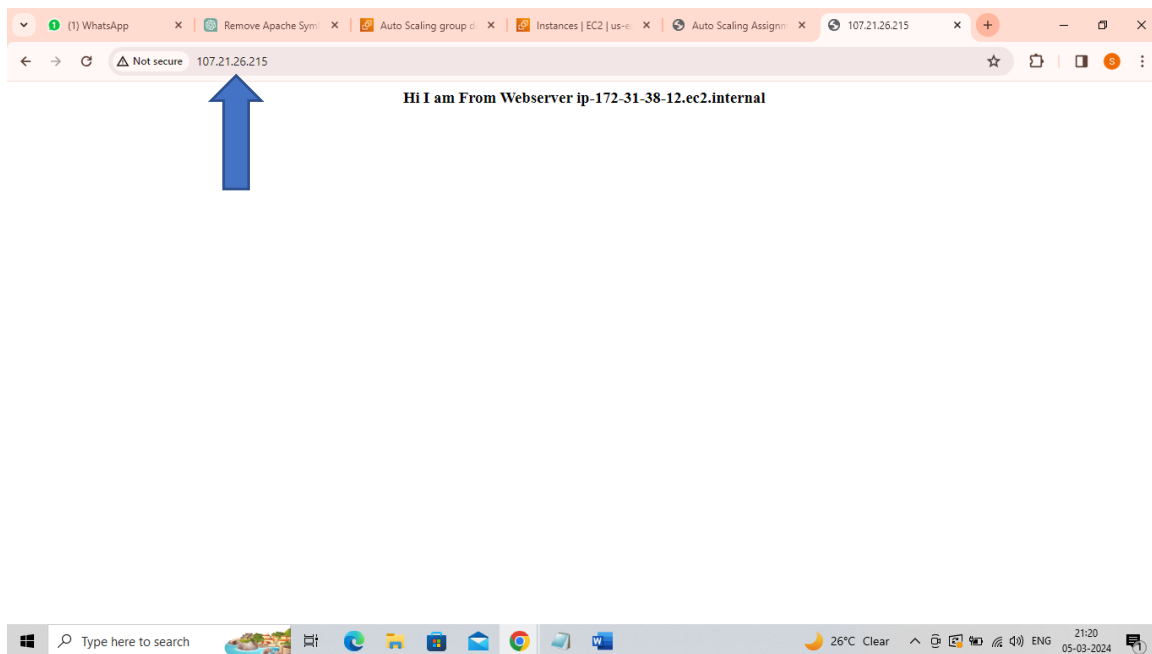 (1) WhatsApp
Remove Apache Sym
Auto Scaling group d
Instances | EC2 | us-e
Auto Scaling Assignm
107.21.26.215
Not secure
107.21.26.215
S
Hi I am From Webserver ip-172-31-38-12.ec2.internal
Type here to search
26°C Clear
ENG
21:20
05-03-2024
1